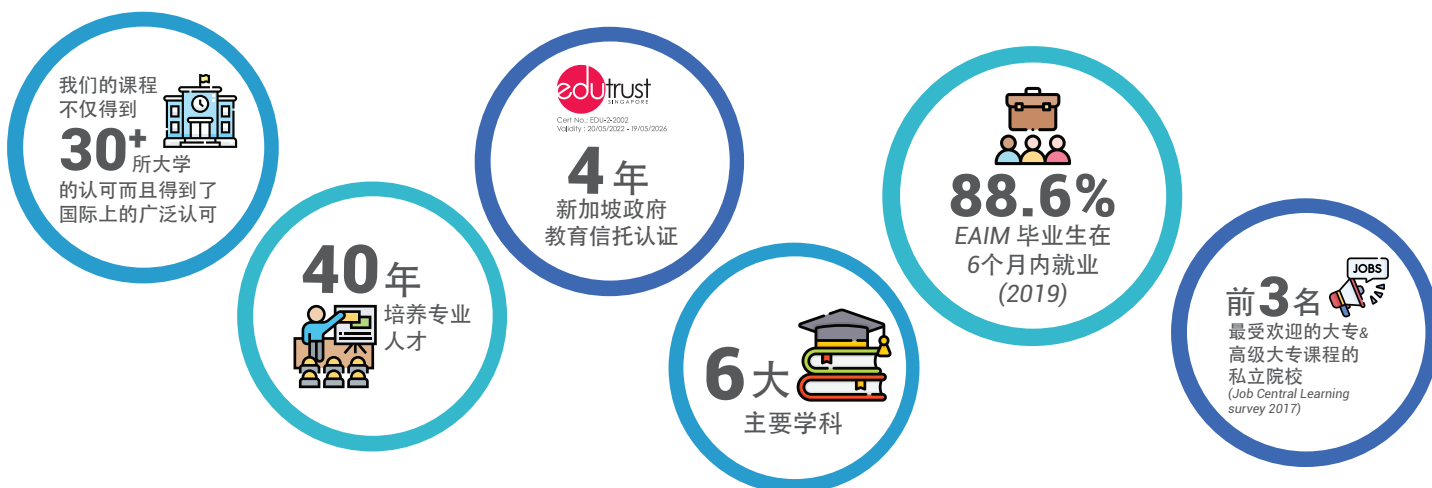 我们的课程
不仅得到
30+ 所大学
的认可而且得到了
国际上的广泛认可
40 年
培养专业
人才
edutrust
SINGAPORE
Cert No.: EDU-2-2002
Validity : 20/05/2022 - 19/05/2026
4 年
新加坡政府
教育信托认证
6 大
主要学科
88.6%
EAIM 毕业生在
6个月内就业
(2019)
JOBS
前3名
最受欢迎的大专&
高级大专课程的
私立院校
(Job Central Learning
survey 2017)